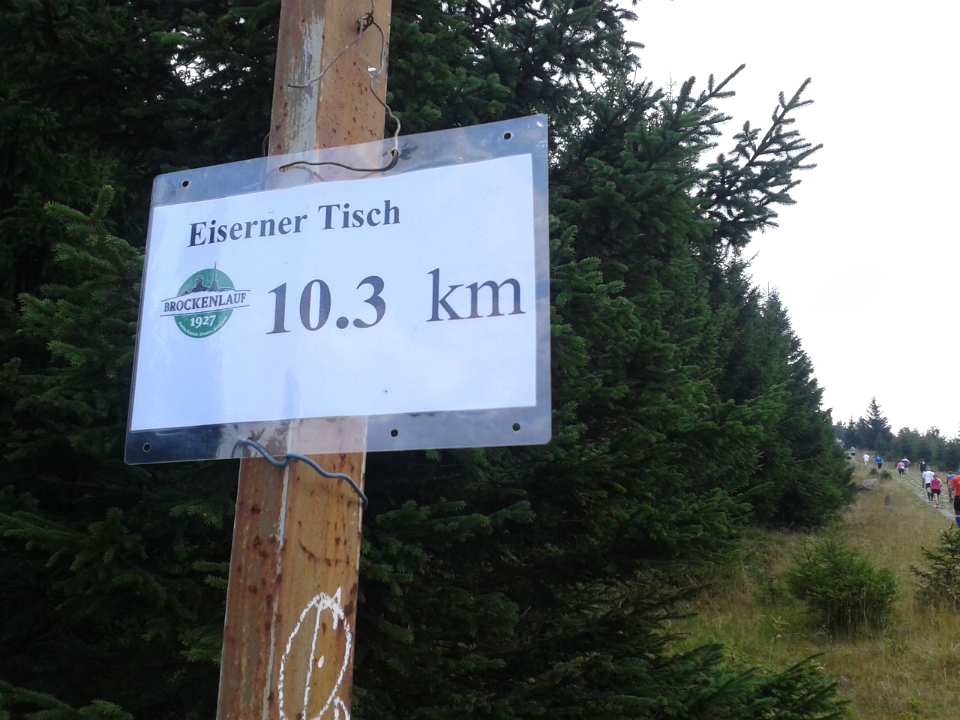 Eiserner Tisch
BROCKENLAUF
1927
10.3 km